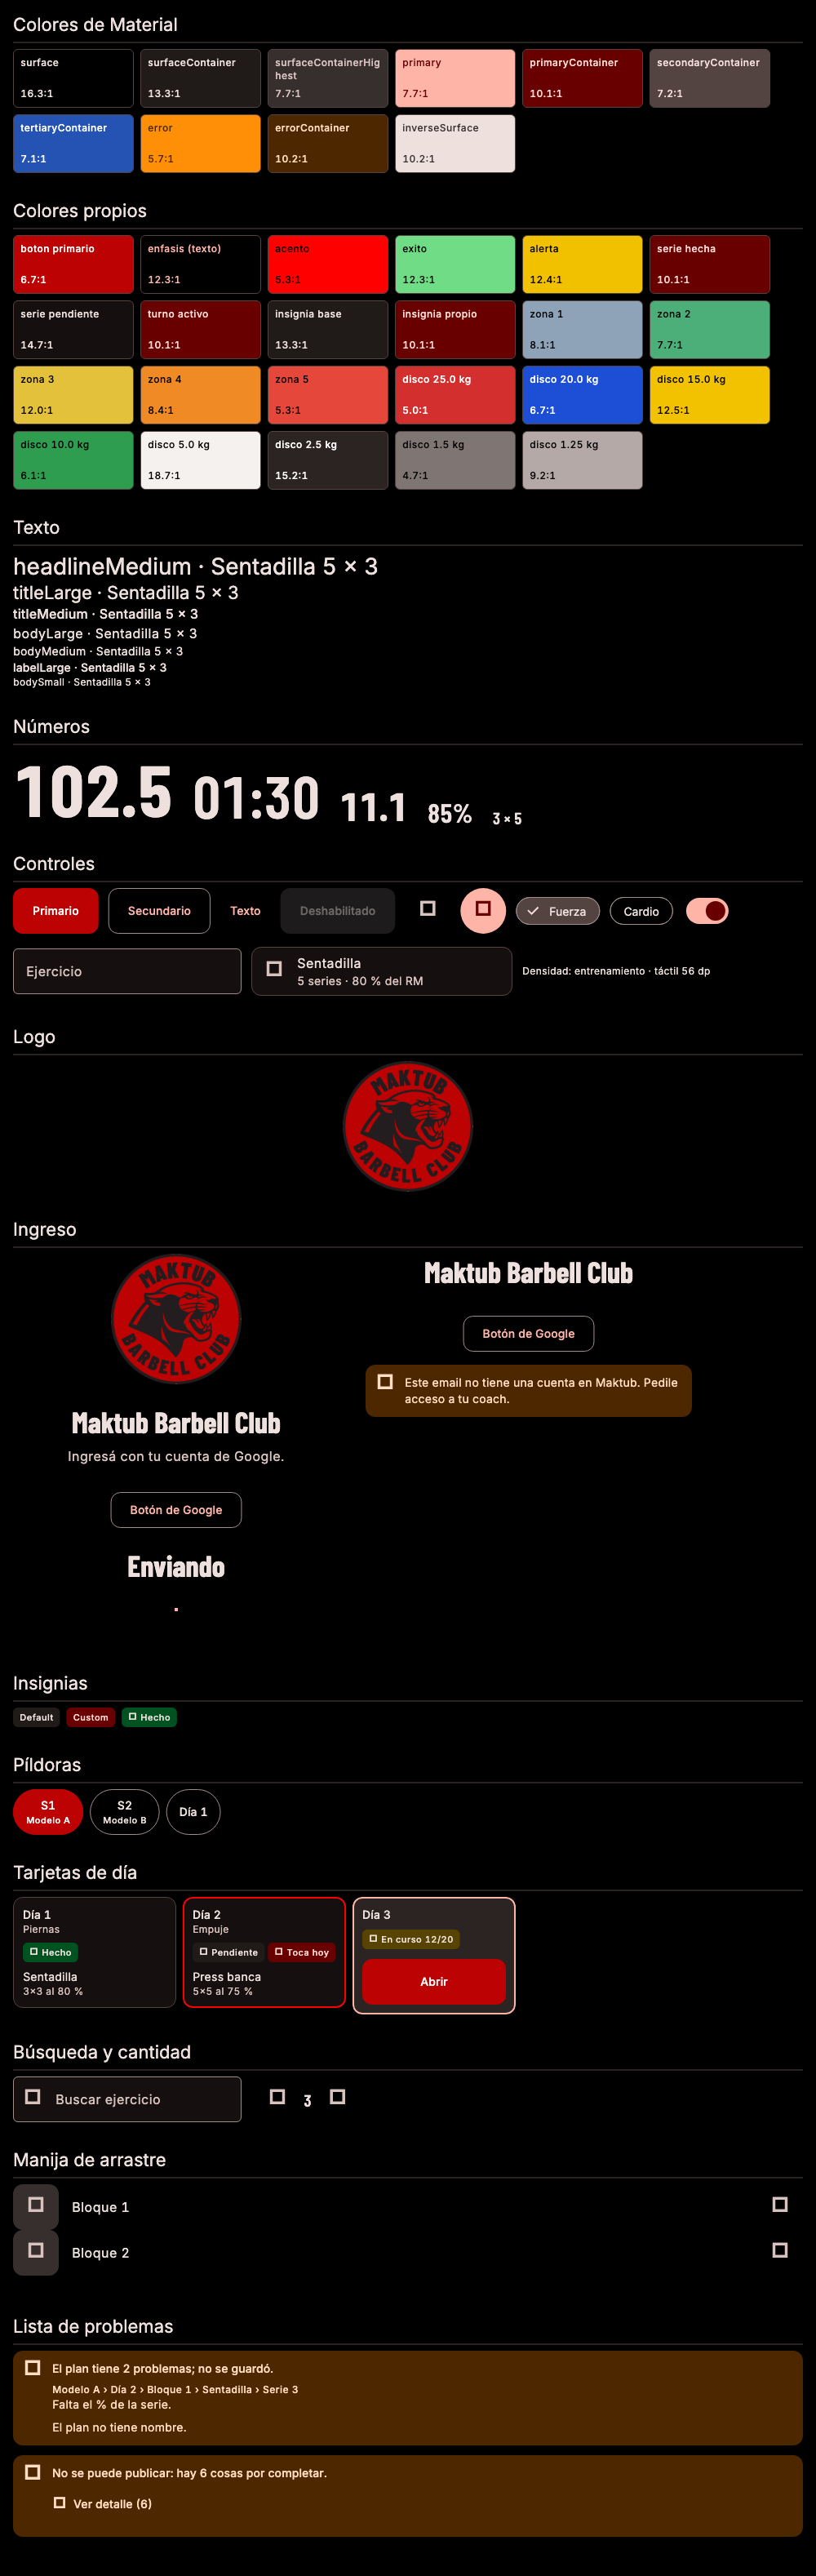 Colores de Material
surface
16.3:1
surfaceContainer
13.3:1
surfaceContainerHig
hest
7.7:1
primary
7.7:1
primaryContainer
10.1:1
secondaryContainer
7.2:1
tertiaryContainer
7.1:1
error
5.7:1
errorContainer
10.2:1
inverseSurface
10.2:1
Colores propios
boton primario
6.7:1
enfasis (texto)
12.3:1
acento
5.3:1
exito
12.3:1
alerta
12.4:1
serie hecha
10.1:1
serie pendiente
14.7:1
turno activo
10.1:1
insignia base
13.3:1
insignia propio
10.1:1
zona 1
8.1:1
zona 2
7.7:1
zona 3
12.0:1
zona 4
8.4:1
zona 5
5.3:1
disco 25.0 kg
5.0:1
disco 20.0 kg
6.7:1
disco 15.0 kg
12.5:1
disco 10.0 kg
6.1:1
disco 5.0 kg
18.7:1
disco 2.5 kg
15.2:1
disco 1.5 kg
4.7:1
disco 1.25 kg
9.2:1
Texto
headlineMedium · Sentadilla 5 × 3
titleLarge · Sentadilla 5 × 3
titleMedium · Sentadilla 5 × 3
bodyLarge · Sentadilla 5 × 3
bodyMedium · Sentadilla 5 × 3
labelLarge · Sentadilla 5 × 3
bodySmall · Sentadilla 5 × 3
Números
102.5 01:30 11.1 85% 3 × 5
Controles
Primario
Secundario
Texto
Deshabilitado
Fuerza
Cardio
Ejercicio
Sentadilla
5 series · 80 % del RM
Densidad: entrenamiento · táctil 56 dp
Logo
MAKTUB
BARBELL CLUB
Ingreso
MAKTUB
BARBELL CLUB
Maktub Barbell Club
Ingresá con tu cuenta de Google.
Botón de Google
Enviando
Maktub Barbell Club
Botón de Google
Este email no tiene una cuenta en Maktub. Pedile
acceso a tu coach.
Insignias
Default
Custom
Hecho
Píldoras
S1
Modelo A
S2
Modelo B
Día 1
Tarjetas de día
Día 1
Piernas
Hecho
Sentadilla
3×3 al 80 %
Día 2
Empuje
Pendiente
Toca hoy
Press banca
5×5 al 75 %
Día 3
En curso 12/20
Abrir
Búsqueda y cantidad
Buscar ejercicio
3
Manija de arrastre
Bloque 1
Bloque 2
Lista de problemas
El plan tiene 2 problemas; no se guardó.
Modelo A › Día 2 › Bloque 1 › Sentadilla › Serie 3
Falta el % de la serie.
El plan no tiene nombre.
No se puede publicar: hay 6 cosas por completar.
Ver detalle (6)